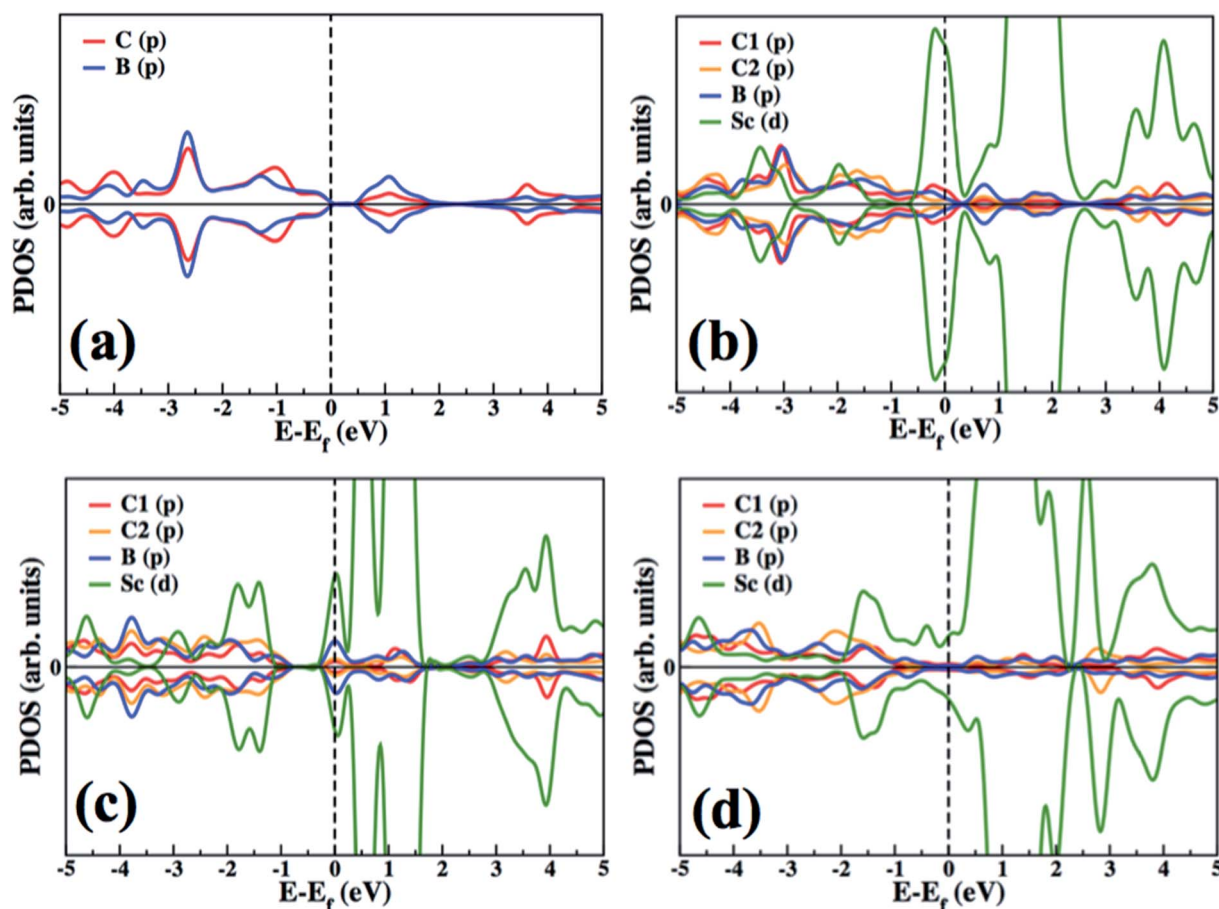 C (p)
B (p)
PDOS (arb. units)
0
(a)
-5 -4 -3 -2 -1 0 1 2 3 4 5
E-Ef (eV)
C1 (p)
C2 (p)
B (p)
Sc (d)
PDOS (arb. units)
0
(b)
-5 -4 -3 -2 -1 0 1 2 3 4 5
E-Ef (eV)
C1 (p)
C2 (p)
B (p)
Sc (d)
PDOS (arb. units)
0
(c)
-5 -4 -3 -2 -1 0 1 2 3 4 5
E-Ef (eV)
C1 (p)
C2 (p)
B (p)
Sc (d)
PDOS (arb. units)
0
(d)
-5 -4 -3 -2 -1 0 1 2 3 4 5
E-Ef (eV)